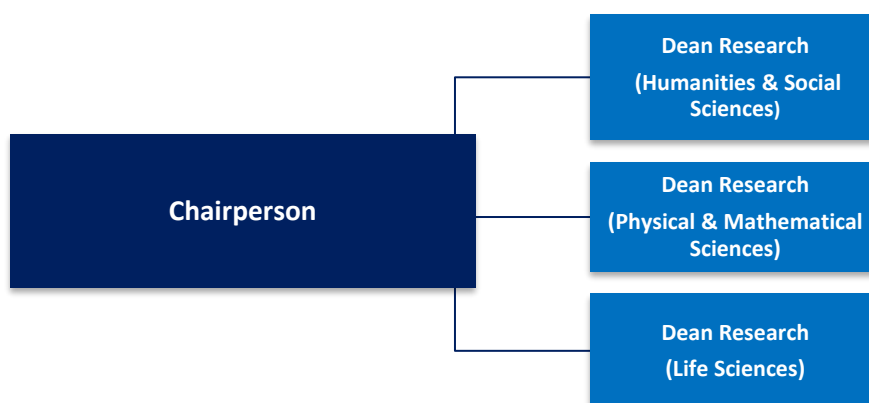 Dean Research
(Humanities & Social
Sciences)
Chairperson
Dean Research
(Physical & Mathematical
Sciences)
Dean Research
(Life Sciences)